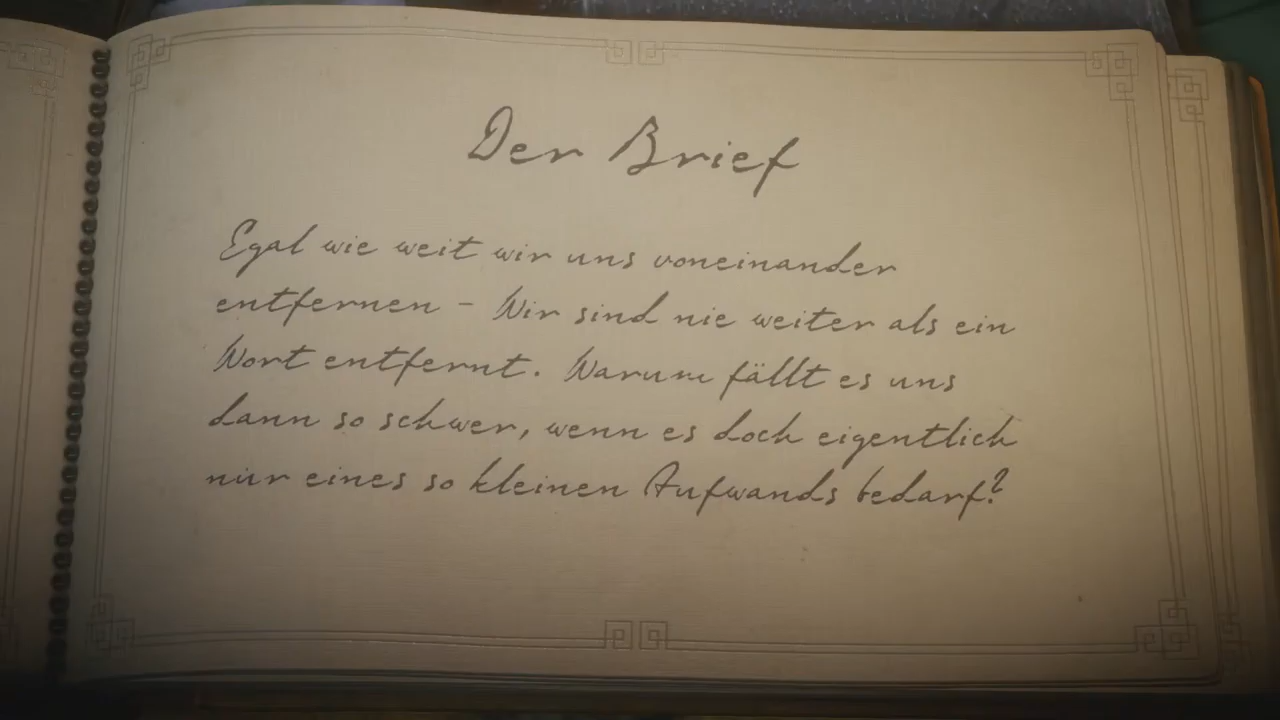 Der Brief
Egal wie weit wir uns voneinander
entfernen - Wir sind nie weiter als ein
Wort entfernt. Warum fällt es uns
dann so schwer, wenn es doch eigentlich
nur eines so kleinen Aufwands bedarf?